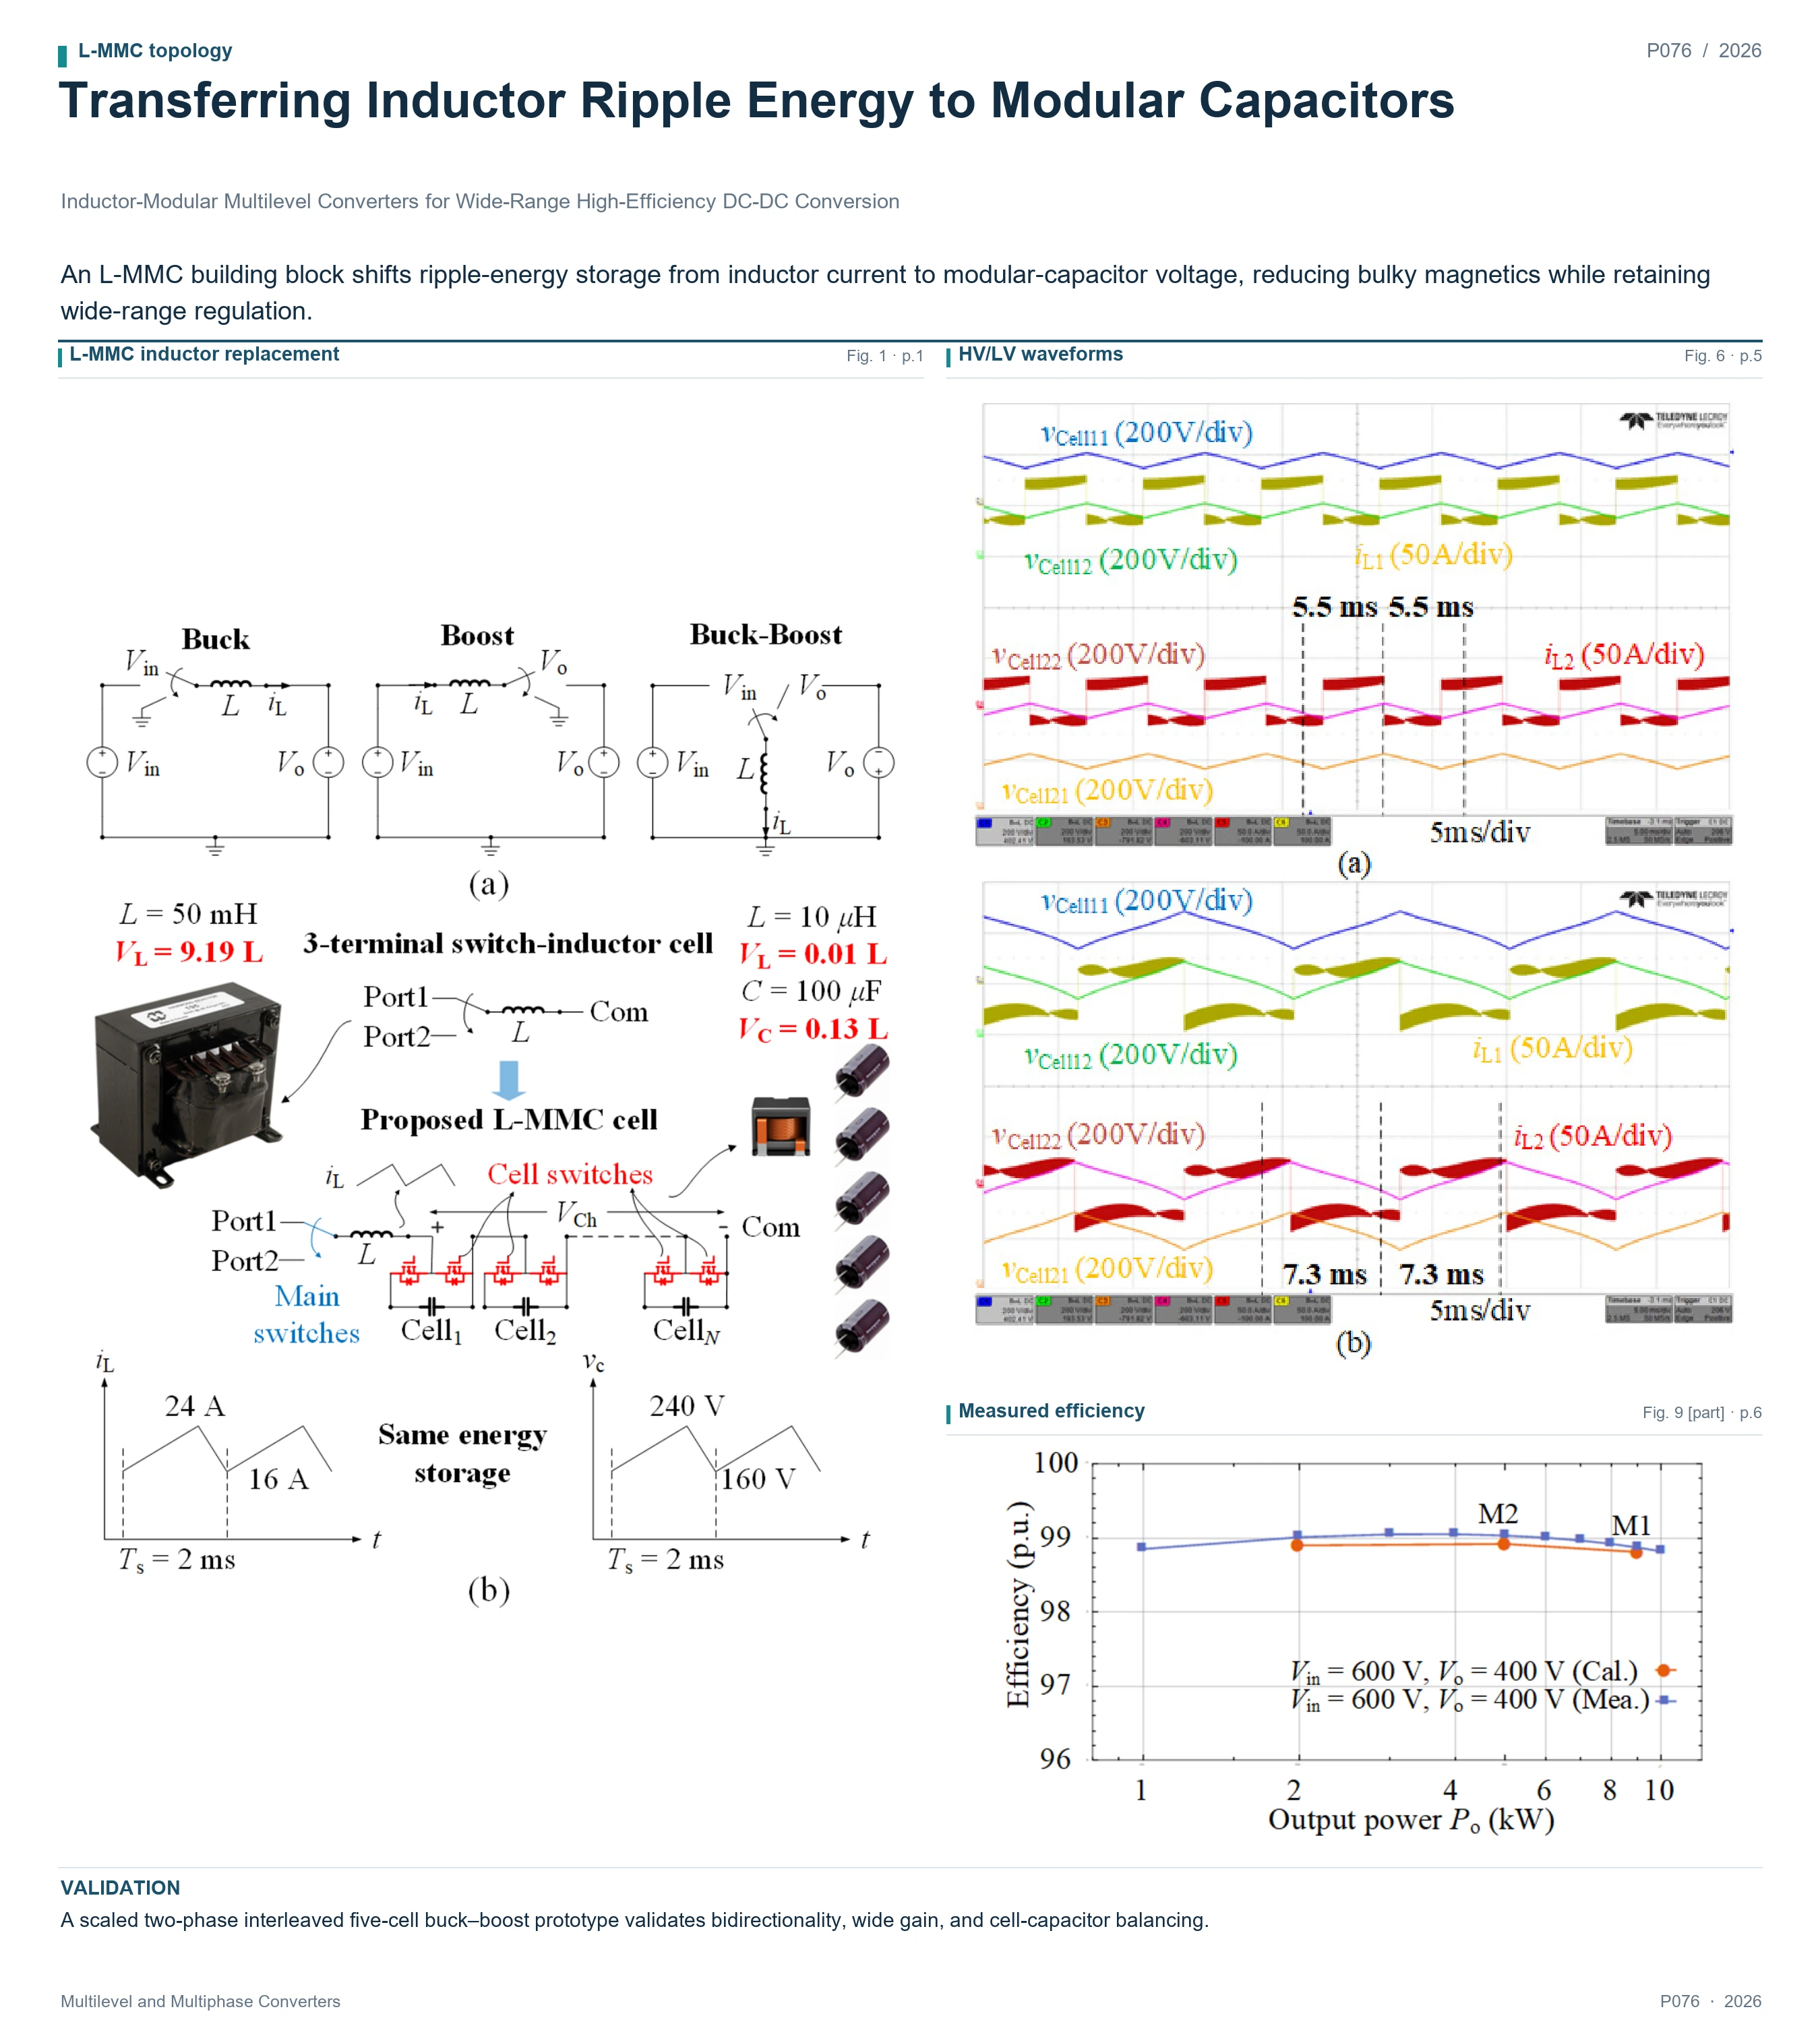 L-MMC topology
P076 / 2026
Transferring Inductor Ripple Energy to Modular Capacitors
Inductor-Modular Multilevel Converters for Wide-Range High-Efficiency DC-DC Conversion
An L-MMC building block shifts ripple-energy storage from inductor current to modular-capacitor voltage, reducing bulky magnetics while retaining
wide-range regulation.
L-MMC inductor replacement
Fig. 1 · p.1
Buck
Boost
Buck-Boost
Vin
L
iL
Vin
Vo
iL
L
Vo
Vin
Vo
Vin
Vo
Vin
L
Vo
iL
(a)
L = 50 mH
VL = 9.19 L
3-terminal switch-inductor cell
L = 10 μH
VL = 0.01 L
C = 100 μF
VC = 0.13 L
Port1
Port2
L
Com
Proposed L-MMC cell
iL
Cell switches
VCh
+
-
Port1
Port2
L
Com
Main
switches
Cell1
Cell2
CellN
iL
24 A
16 A
t
Ts = 2 ms
Same energy
storage
vc
240 V
160 V
t
Ts = 2 ms
(b)
HV/LV waveforms
Fig. 6 · p.5
TELEDYNE LECROY
Everywhereyoulook
vCell11 (200V/div)
vCell12 (200V/div)
iL1 (50A/div)
5.5 ms 5.5 ms
vCell22 (200V/div)
iL2 (50A/div)
vCell21 (200V/div)
5ms/div
(a)
TELEDYNE LECROY
Everywhereyoulook
vCell11 (200V/div)
vCell12 (200V/div)
iL1 (50A/div)
vCell22 (200V/div)
iL2 (50A/div)
vCell21 (200V/div)
7.3 ms 7.3 ms
5ms/div
(b)
Measured efficiency
Fig. 9 [part] · p.6
Efficiency (p.u.)
100
99
98
97
96
M2
M1
Vin = 600 V, Vo = 400 V (Cal.)
Vin = 600 V, Vo = 400 V (Mea.)
1 2 4 6 8 10
Output power Po (kW)
VALIDATION
A scaled two-phase interleaved five-cell buck–boost prototype validates bidirectionality, wide gain, and cell-capacitor balancing.
Multilevel and Multiphase Converters
P076 · 2026